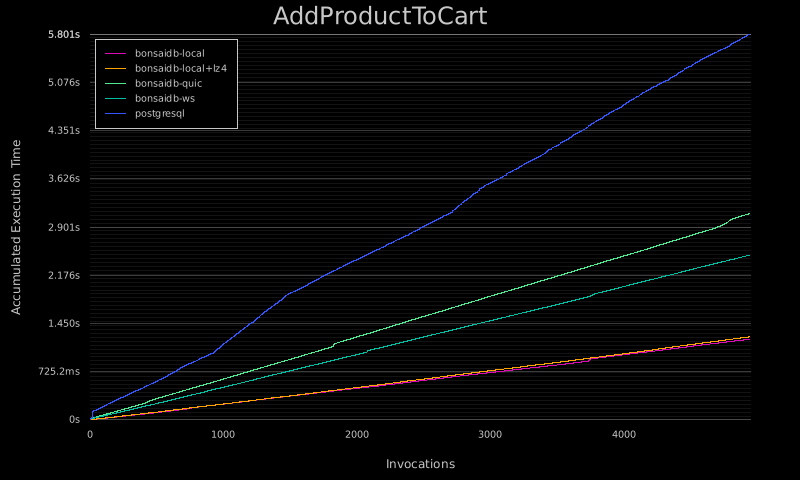 AddProductToCart
5.801s
5.076s
4.351s
3.626s
2.901s
2.176s
1.450s
725.2ms
0s
Accumulated Execution Time
bonsaidb-local
bonsaidb-local+lz4
bonsaidb-quic
bonsaidb-ws
postgresql
0 1000 2000 3000 4000
Invocations